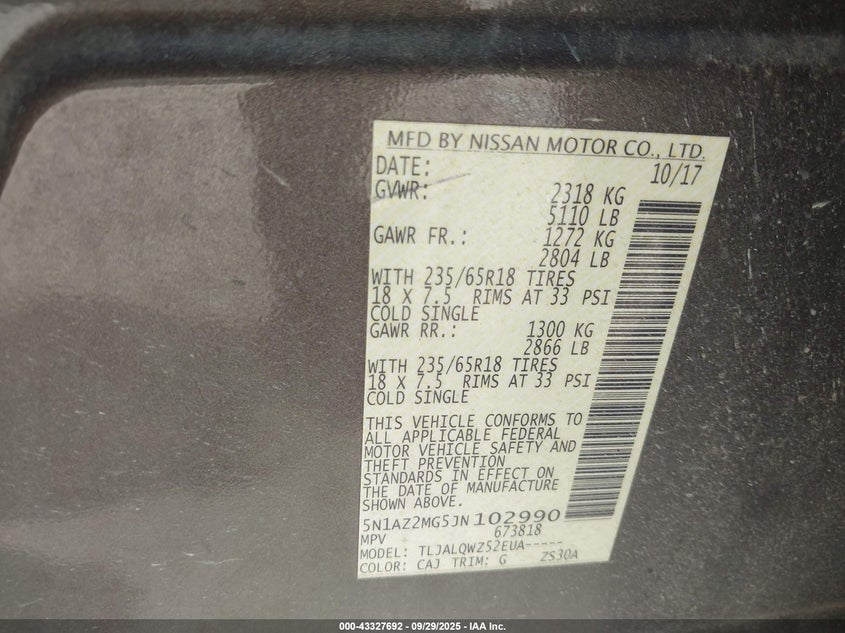 MFD BY NISSAN MOTOR CO., LTD.
DATE: 10/17
GVWR: 2318 KG
5110 LB
GAWR FR.: 1272 KG
2804 LB
WITH 235/65R18 TIRES
18 X 7.5 RIMS AT 33 PSI
COLD SINGLE
GAWR RR.: 1300 KG
2866 LB
WITH 235/65R18 TIRES
18 X 7.5 RIMS AT 33 PSI
COLD SINGLE
THIS VEHICLE CONFORMS TO
ALL APPLICABLE FEDERAL
MOTOR VEHICLE SAFETY AND
THEFT PREVENTION
STANDARDS IN EFFECT ON
THE DATE OF MANUFACTURE
SHOWN ABOVE.
5N1AZ2MG5JN102990
MPV 673818
MODEL: TLJALQWZ52EUA-----
COLOR: CAJ TRIM: G ZS30A
000-43327692 - 09/29/2025 - IAA Inc.